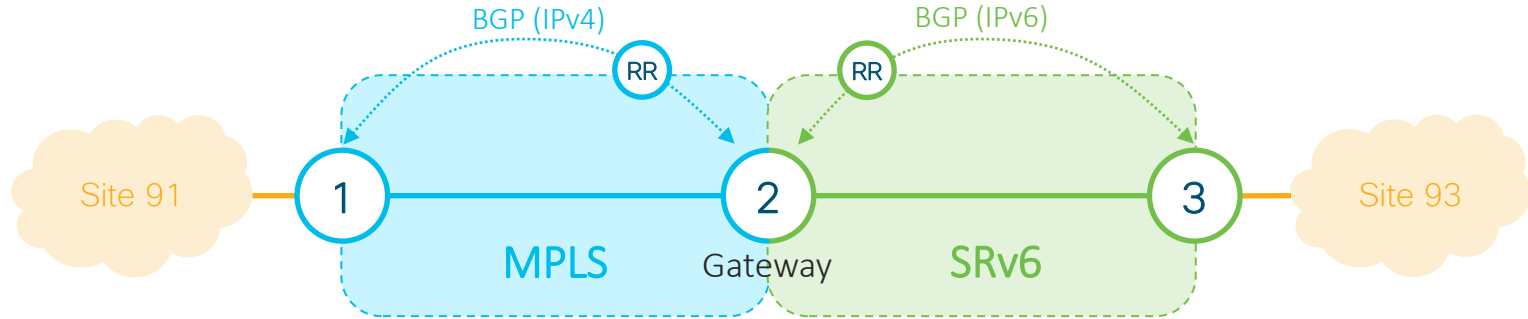 BGP (IPv4)
BGP (IPv6)
RR
RR
Site 91
1
2
3
Site 93
MPLS
Gateway
SRv6